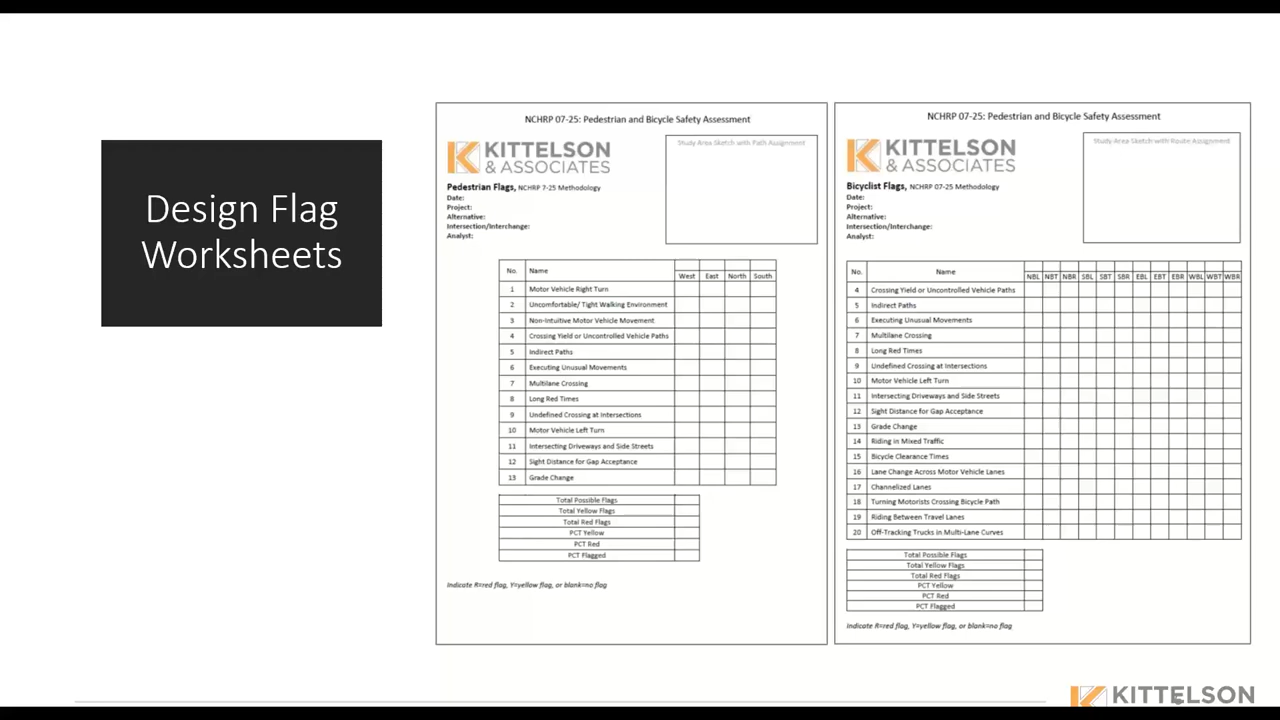 Design Flag
Worksheets
NCHRP 07-25: Pedestrian and Bicycle Safety Assessment
KITTELSON
& ASSOCIATES
Study Area Sketch with Path Assignment
Pedestrian Flags, NCHRP 7-25 Methodology
Date:
Project:
Alternative:
Intersection/Interchange:
Analyst:
No. Name West East North South
1 Motor Vehicle Right Turn
2 Uncomfortable/ Tight Walking Environment
3 Non-Intuitive Motor Vehicle Movement
4 Crossing Yield or Uncontrolled Vehicle Paths
5 Indirect Paths
6 Executing Unusual Movements
7 Multilane Crossing
8 Long Red Times
9 Undefined Crossing at Intersections
10 Motor Vehicle Left Turn
11 Intersecting Driveways and Side Streets
12 Sight Distance for Gap Acceptance
13 Grade Change
Total Possible Flags
Total Yellow Flags
Total Red Flags
PCT Yellow
PCT Red
PCT Flagged
Indicate R=red flag, Y=yellow flag, or blank=no flag
NCHRP 07-25: Pedestrian and Bicycle Safety Assessment
KITTELSON
& ASSOCIATES
Study Area Sketch with Route Assignment
Bicyclist Flags, NCHRP 07-25 Methodology
Date:
Project:
Alternative:
Intersection/Interchange:
Analyst:
No. Name NBL NBT NBR SBL SBT SBR EBL EBT EBR WBL WBT WBR
4 Crossing Yield or Uncontrolled Vehicle Paths
5 Indirect Paths
6 Executing Unusual Movements
7 Multilane Crossing
8 Long Red Times
9 Undefined Crossing at Intersections
10 Motor Vehicle Left Turn
11 Intersecting Driveways and Side Streets
12 Sight Distance for Gap Acceptance
13 Grade Change
14 Riding in Mixed Traffic
15 Bicycle Clearance Times
16 Lane Change Across Motor Vehicle Lanes
17 Channelized Lanes
18 Turning Motorists Crossing Bicycle Path
19 Riding Between Travel Lanes
20 Off-Tracking Trucks in Multi-Lane Curves
Total Possible Flags
Total Yellow Flags
Total Red Flags
PCT Yellow
PCT Red
PCT Flagged
Indicate R=red flag, Y=yellow flag, or blank=no flag
KITTELSON